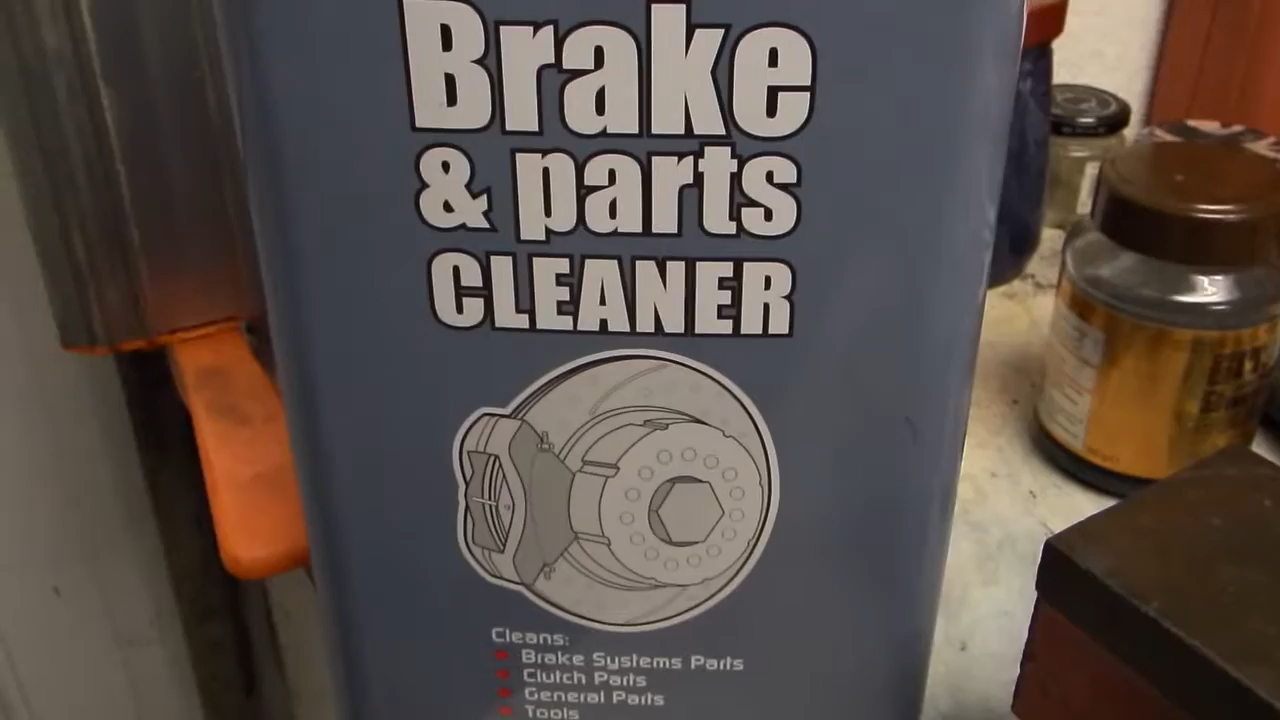 Brake
& parts
CLEANER
Cleans:
Brake Systems Parts
Clutch Parts
General Parts
Tools